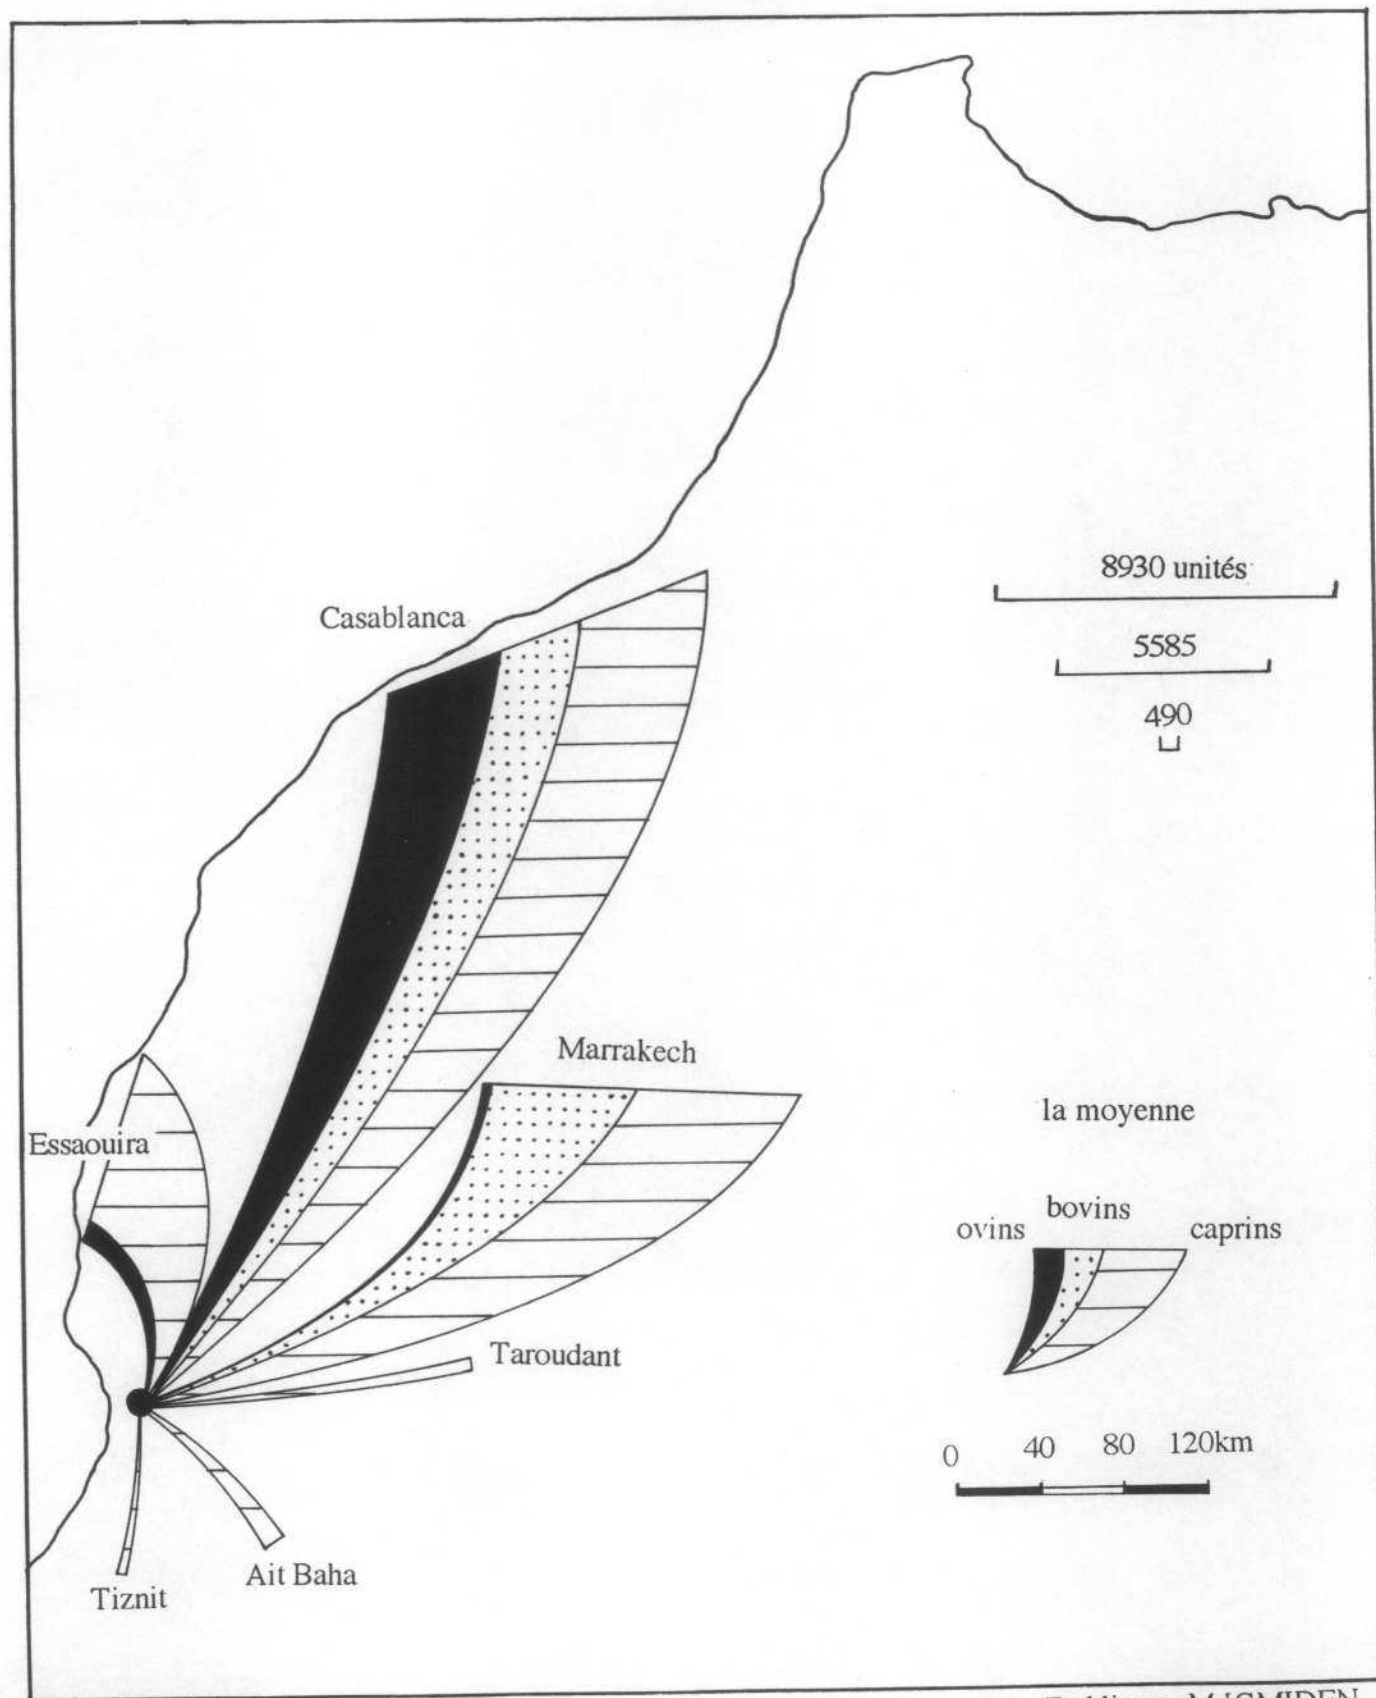 8930 unités
Casablanca
5585
490
Marrakech
la moyenne
Essaouira
bovins
ovins
caprins
Taroudant
0 40 80 120km
Ait Baha
Tiznit